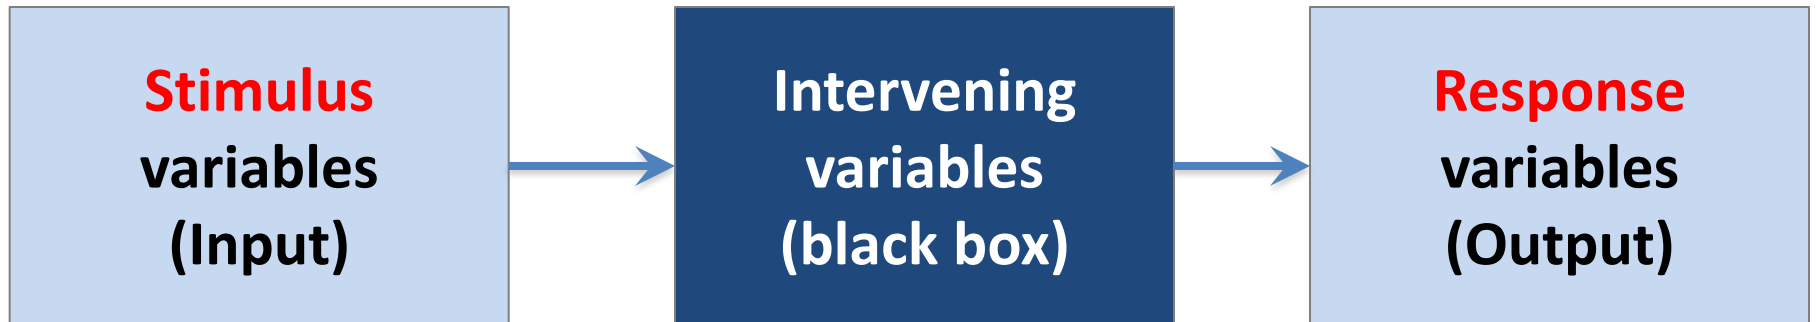 Stimulus
variables
(Input)
Intervening
variables
(black box)
Response
variables
(Output)